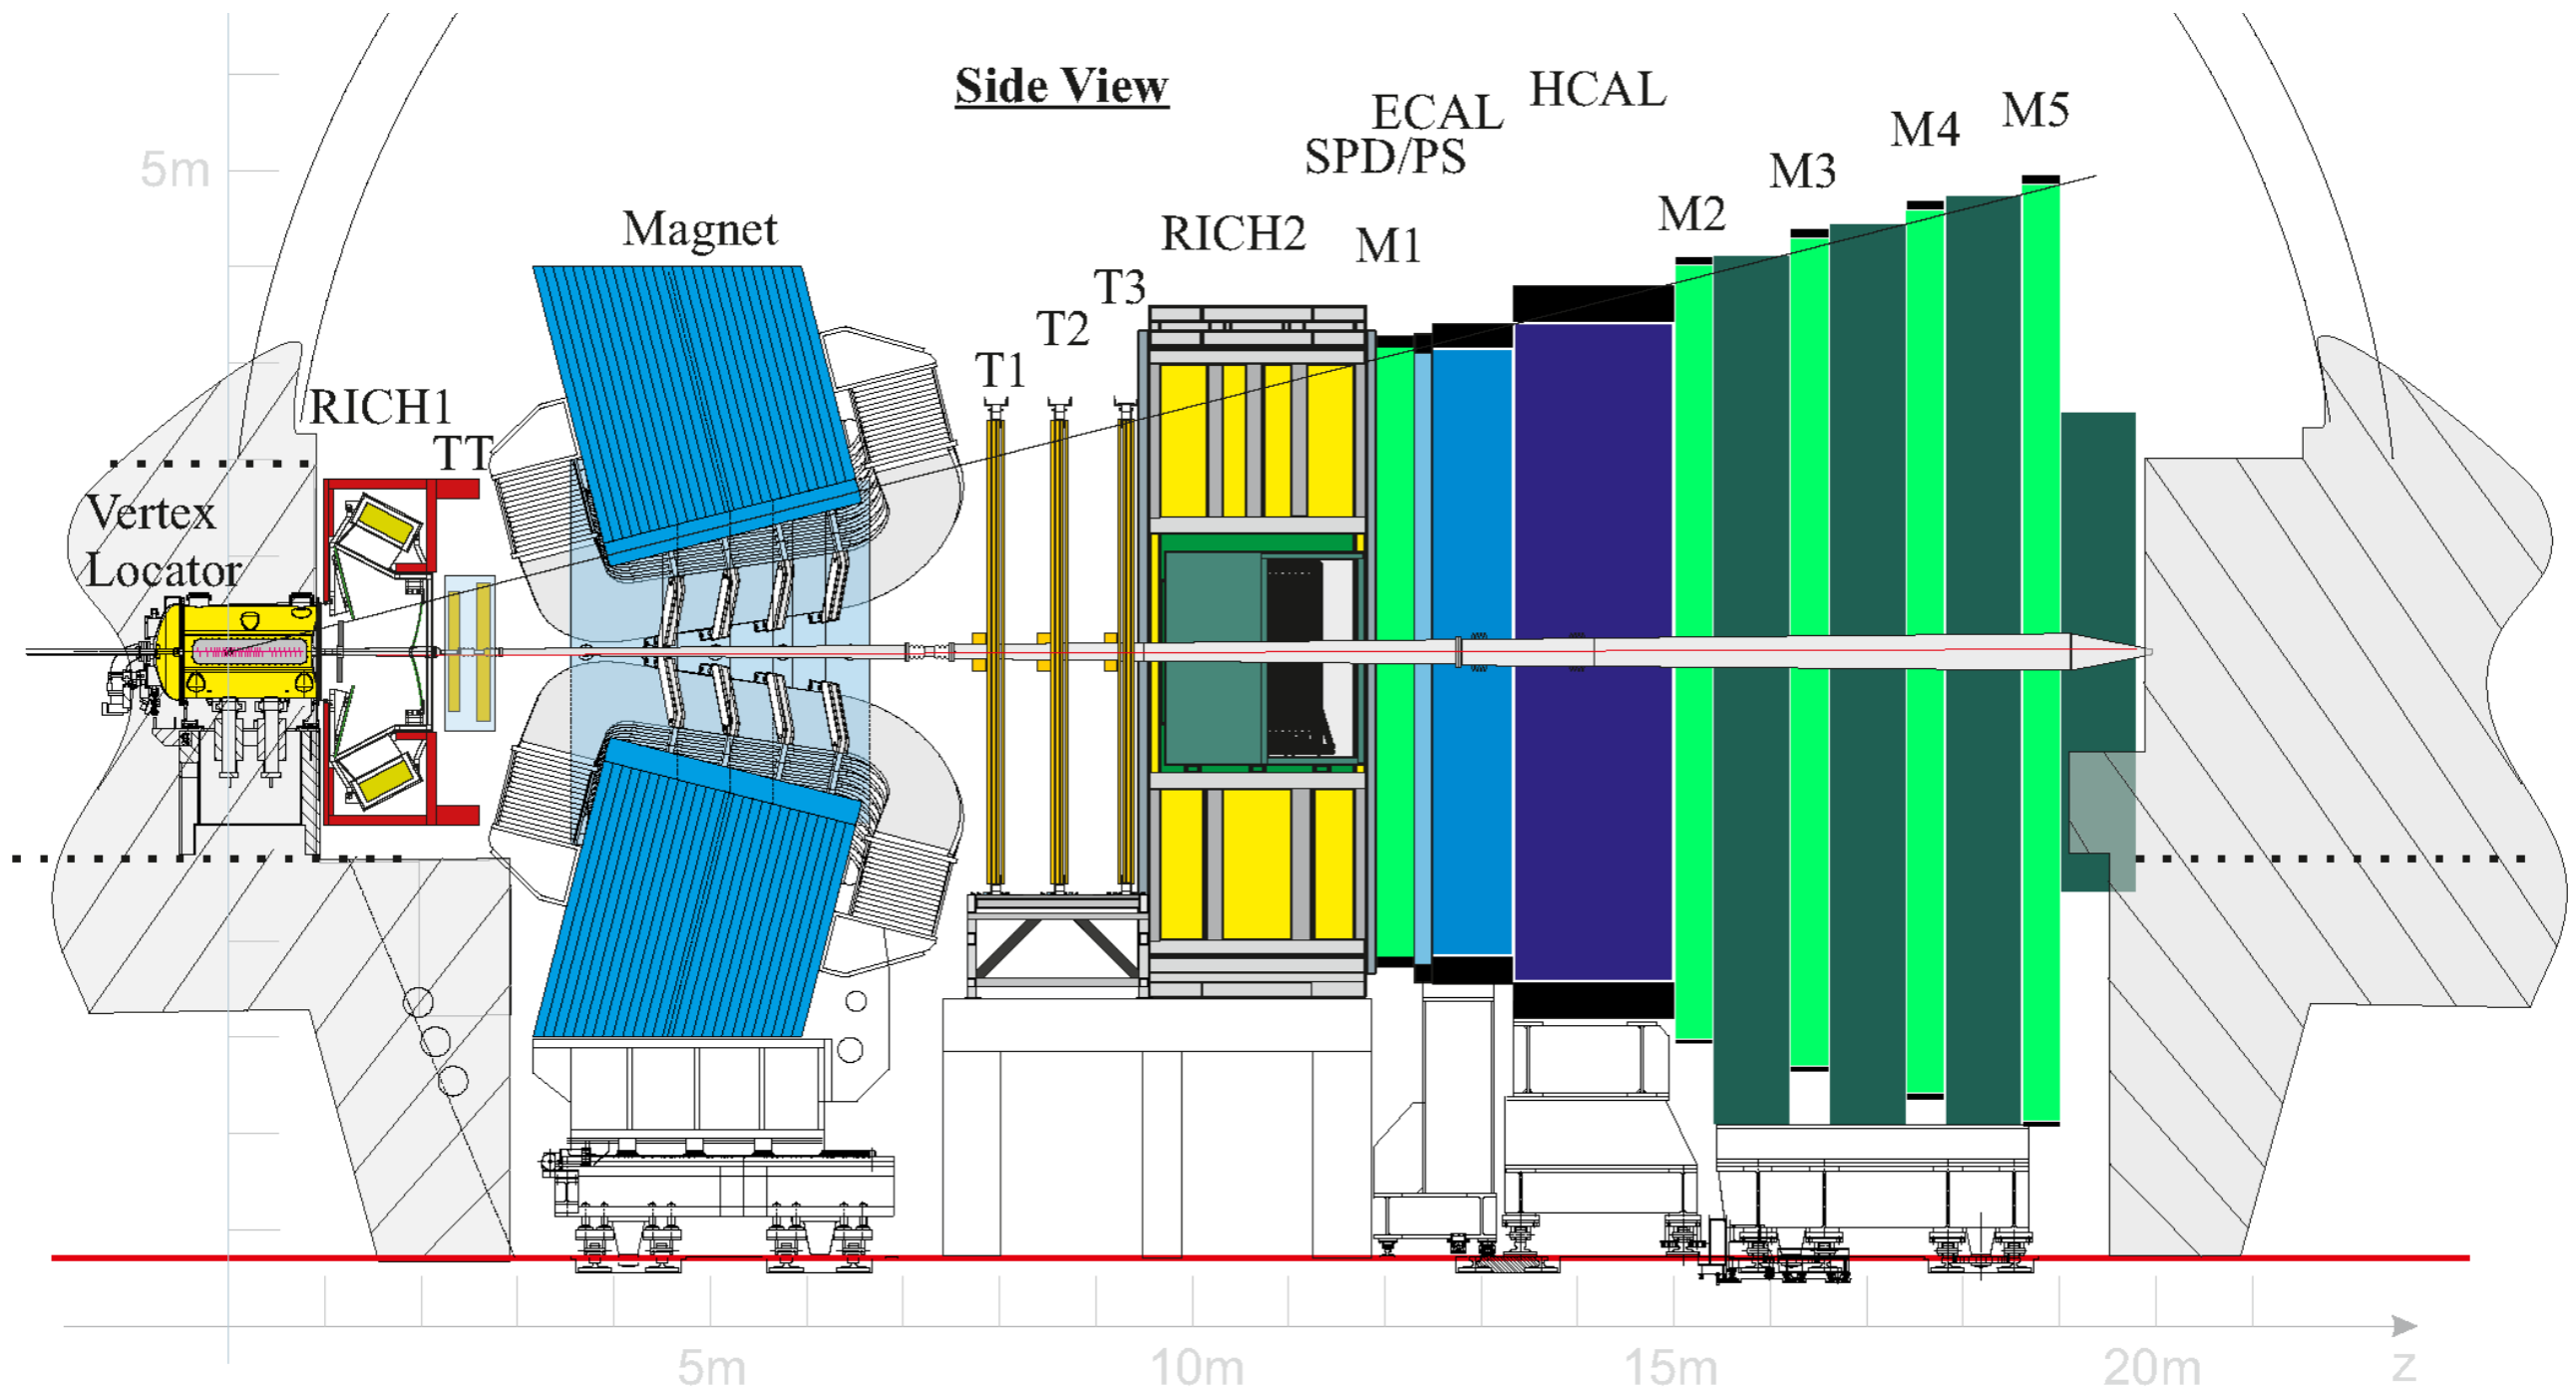 Side View
HCAL
ECAL
SPD/PS
M5
M4
M3
M2
M1
5m
Magnet
RICH2
T3
T2
T1
RICH1
TT
Vertex
Locator
5m
10m
15m
20m
z